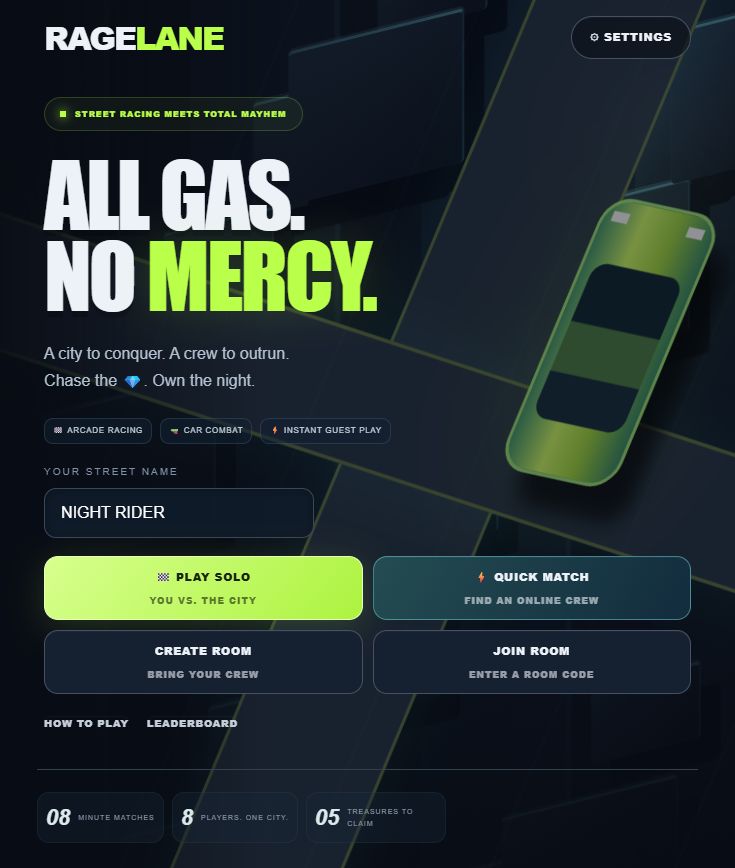 RAGELANE
SETTINGS
STREET RACING MEETS TOTAL MAYHEM
ALL GAS.
NO MERCY.
A city to conquer. A crew to outrun.
Chase the 💎. Own the night.
ARCADE RACING
CAR COMBAT
INSTANT GUEST PLAY
YOUR STREET NAME
NIGHT RIDER
PLAY SOLO
YOU VS. THE CITY
QUICK MATCH
FIND AN ONLINE CREW
CREATE ROOM
BRING YOUR CREW
JOIN ROOM
ENTER A ROOM CODE
HOW TO PLAY
LEADERBOARD
08 MINUTE MATCHES
8 PLAYERS. ONE CITY.
05 TREASURES TO
CLAIM